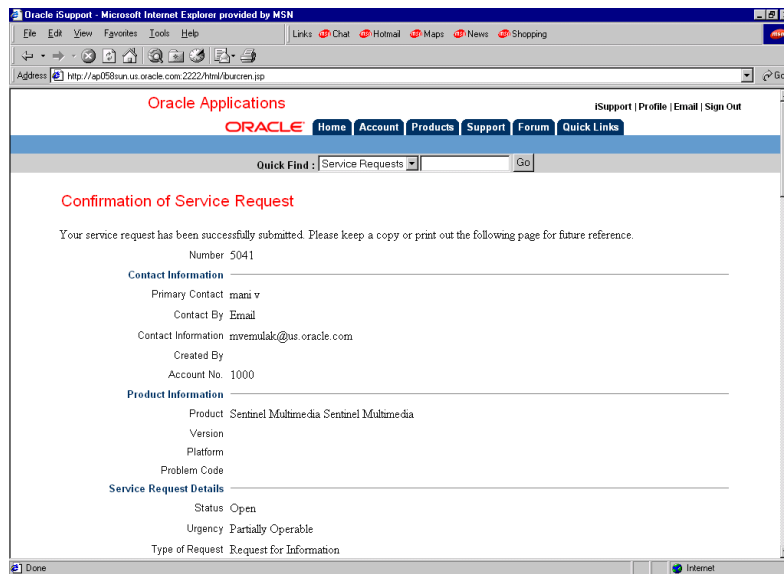 Oracle iSupport - Microsoft Internet Explorer provided by MSN
File Edit View Favorites Tools Help Links Chat Hotmail Maps News Shopping
Address http://ap058sun.us.oracle.com:2222/html/iburcren.jsp Go
Oracle Applications
iSupport | Profile | Email | Sign Out
ORACLE Home Account Products Support Forum Quick Links
Quick Find : Service Requests Go
Confirmation of Service Request
Your service request has been successfully submitted. Please keep a copy or print out the following page for future reference.
Number 5041
Contact Information
Primary Contact mani v
Contact By Email
Contact Information mvemulak@us.oracle.com
Created By
Account No. 1000
Product Information
Product Sentinel Multimedia Sentinel Multimedia
Version
Platform
Problem Code
Service Request Details
Status Open
Urgency Partially Operable
Type of Request Request for Information
Done Internet